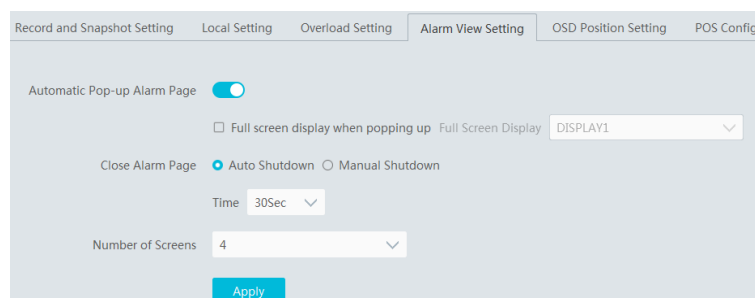 Record and Snapshot Setting Local Setting Overload Setting Alarm View Setting OSD Position Setting POS Config
Automatic Pop-up Alarm Page
Full screen display when popping up Full Screen Display DISPLAY1
Close Alarm Page Auto Shutdown Manual Shutdown
Time 30Sec
Number of Screens 4
Apply